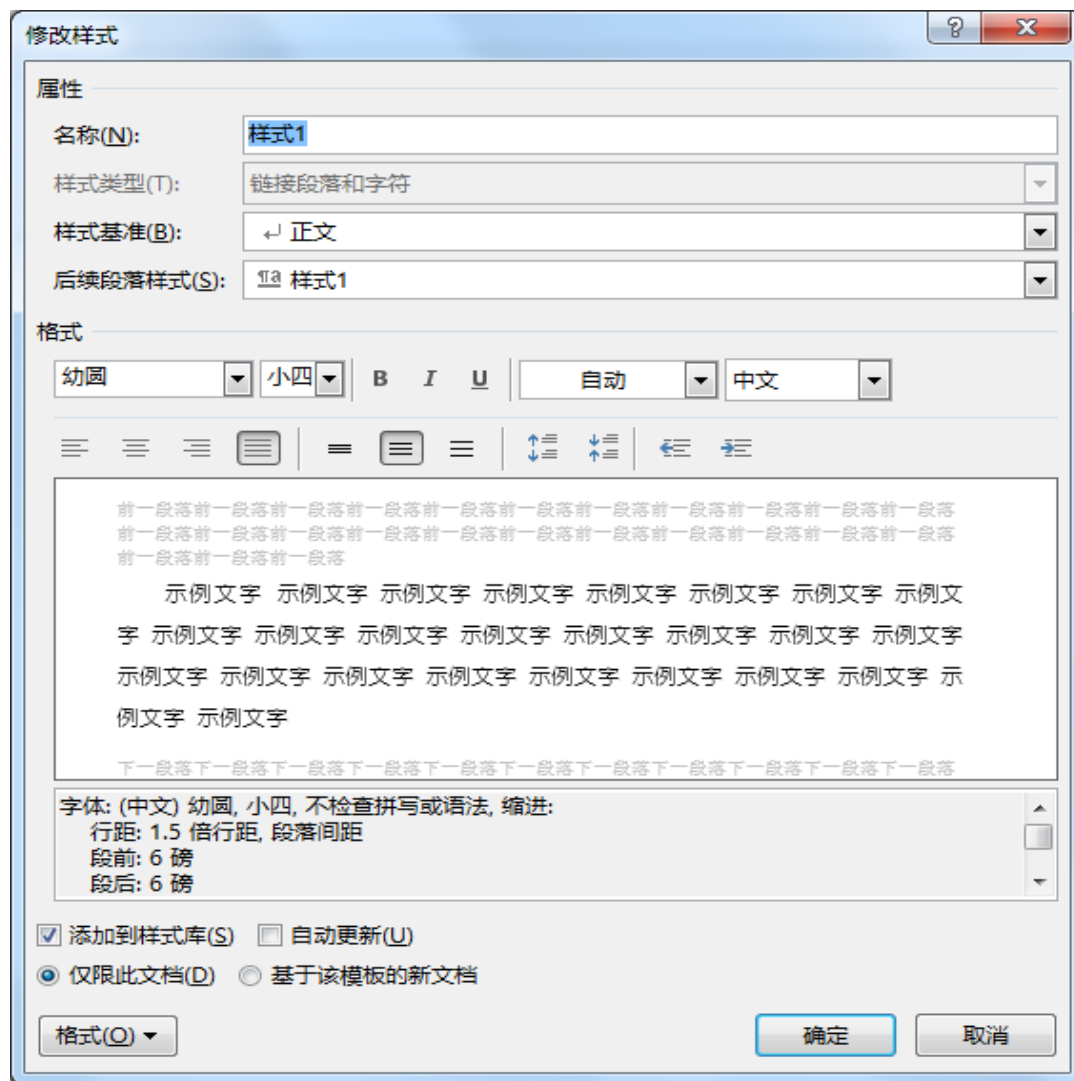 修改样式
属性
名称(N): 样式1
样式类型(T): 链接段落和字符
样式基准(B): 正文
后续段落样式(S): 样式1
格式
幼圆 小四 B I U 自动 中文
前一段落前一段落前一段落前一段落前一段落前一段落前一段落前一段落前一段落前一段落前一段落
前一段落前一段落前一段落前一段落前一段落前一段落前一段落前一段落前一段落前一段落前一段落
前一段落前一段落前一段落
示例文字 示例文字 示例文字 示例文字 示例文字 示例文字 示例文字 示例文
字 示例文字 示例文字 示例文字 示例文字 示例文字 示例文字 示例文字 示例文字
示例文字 示例文字 示例文字 示例文字 示例文字 示例文字 示例文字 示例文字 示
例文字 示例文字
下一段落下一段落下一段落下一段落下一段落下一段落下一段落下一段落下一段落下一段落下一段落
字体: (中文) 幼圆, 小四, 不检查拼写或语法, 缩进:
行距: 1.5 倍行距, 段落间距
段前: 6 磅
段后: 6 磅
添加到样式库(S) 自动更新(U)
仅限此文档(D) 基于该模板的新文档
格式(O) 确定 取消